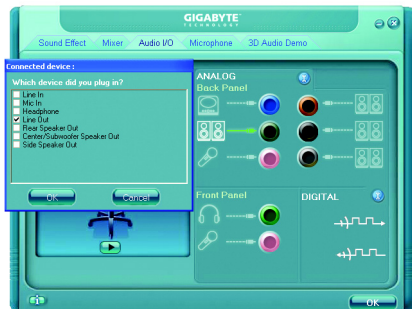 GIGABYTE
TECHNOLOGY
Sound Effect Mixer Audio I/O Microphone 3D Audio Demo
Connected device :
Which device did you plug in?
Line In
Mic In
Headphone
Line Out
Rear Speaker Out
Center/Subwoofer Speaker Out
Side Speaker Out
OK Cancel
ANALOG
Back Panel
Front Panel
DIGITAL
OK